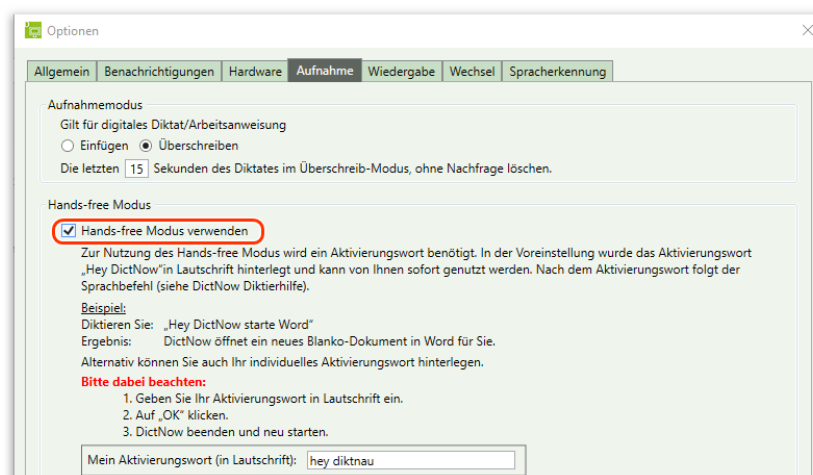 Optionen
Allgemein Benachrichtigungen Hardware Aufnahme Wiedergabe Wechsel Spracherkennung
Aufnahmemodus
Gilt für digitales Diktat/Arbeitsanweisung
Einfügen Überschreiben
Die letzten 15 Sekunden des Diktates im Überschreib-Modus, ohne Nachfrage löschen.
Hands-free Modus
Hands-free Modus verwenden
Zur Nutzung des Hands-free Modus wird ein Aktivierungswort benötigt. In der Voreinstellung wurde das Aktivierungswort
„Hey DictNow“in Lautschrift hinterlegt und kann von Ihnen sofort genutzt werden. Nach dem Aktivierungswort folgt der
Sprachbefehl (siehe DictNow Diktierhilfe).
Beispiel:
Diktieren Sie: „Hey DictNow starte Word“
Ergebnis: DictNow öffnet ein neues Blanko-Dokument in Word für Sie.
Alternativ können Sie auch Ihr individuelles Aktivierungswort hinterlegen.
Bitte dabei beachten:
1. Geben Sie Ihr Aktivierungswort in Lautschrift ein.
2. Auf „OK“ klicken.
3. DictNow beenden und neu starten.
Mein Aktivierungswort (in Lautschrift): hey diktnau